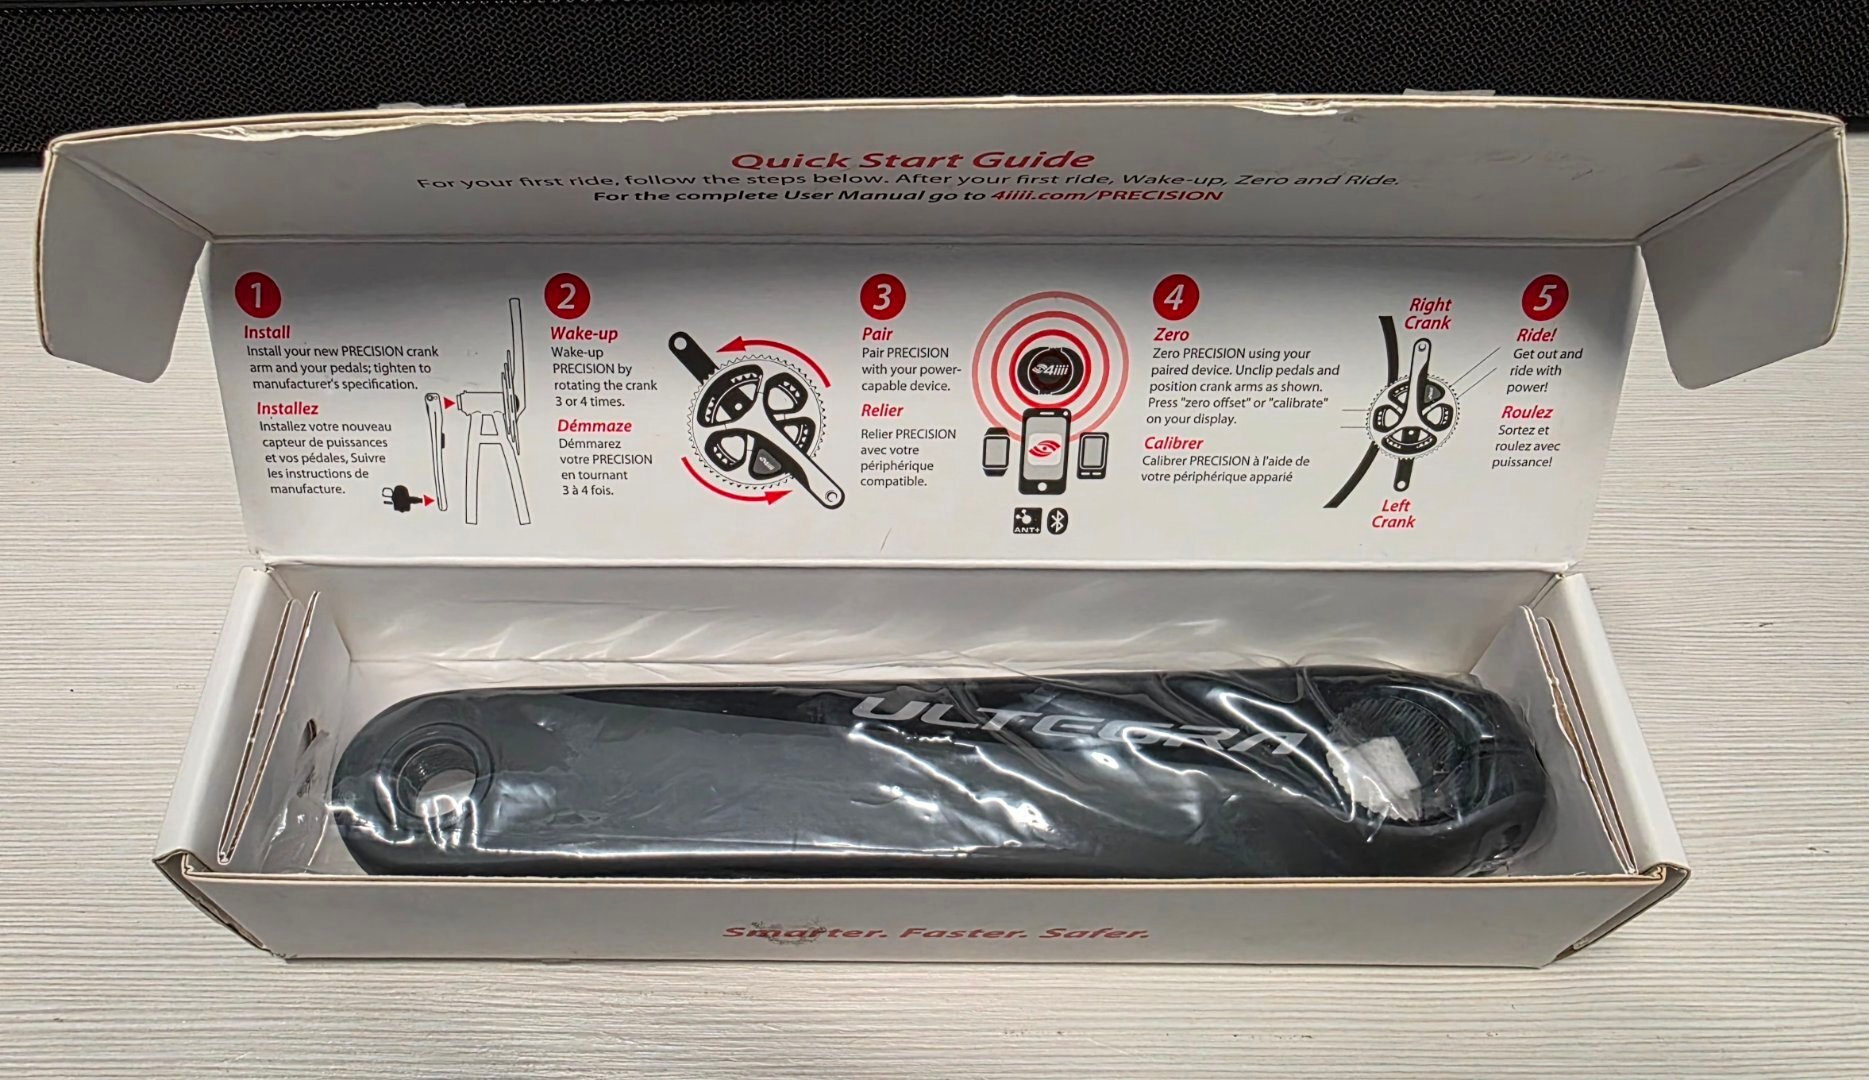 Quick Start Guide
For your first ride, follow the steps below. After your first ride, Wake-up, Zero and Ride.
For the complete User Manual go to 4iiii.com/PRECISION
1
Install
Install your new PRECISION crank
arm and your pedals; tighten to
manufacturer's specification.
Installez
Installez votre nouveau
capteur de puissances
et vos pédales, Suivre
les instructions de
manufacture.
2
Wake-up
Wake-up
PRECISION by
rotating the crank
3 or 4 times.
Démmaze
Démmarez
votre PRECISION
en tournant
3 à 4 fois.
3
Pair
Pair PRECISION
with your power-
capable device.
Relier
Relier PRECISION
avec votre
périphérique
compatible.
4iiii
ANT+
4
Zero
Zero PRECISION using your
paired device. Unclip pedals and
position crank arms as shown.
Press "zero offset" or "calibrate"
on your display.
Calibrer
Calibrer PRECISION à l'aide de
votre périphérique apparié
Right
Crank
Left
Crank
5
Ride!
Get out and
ride with
power!
Roulez
Sortez et
roulez avec
puissance!
ULTEGRA
Smarter. Faster. Safer.